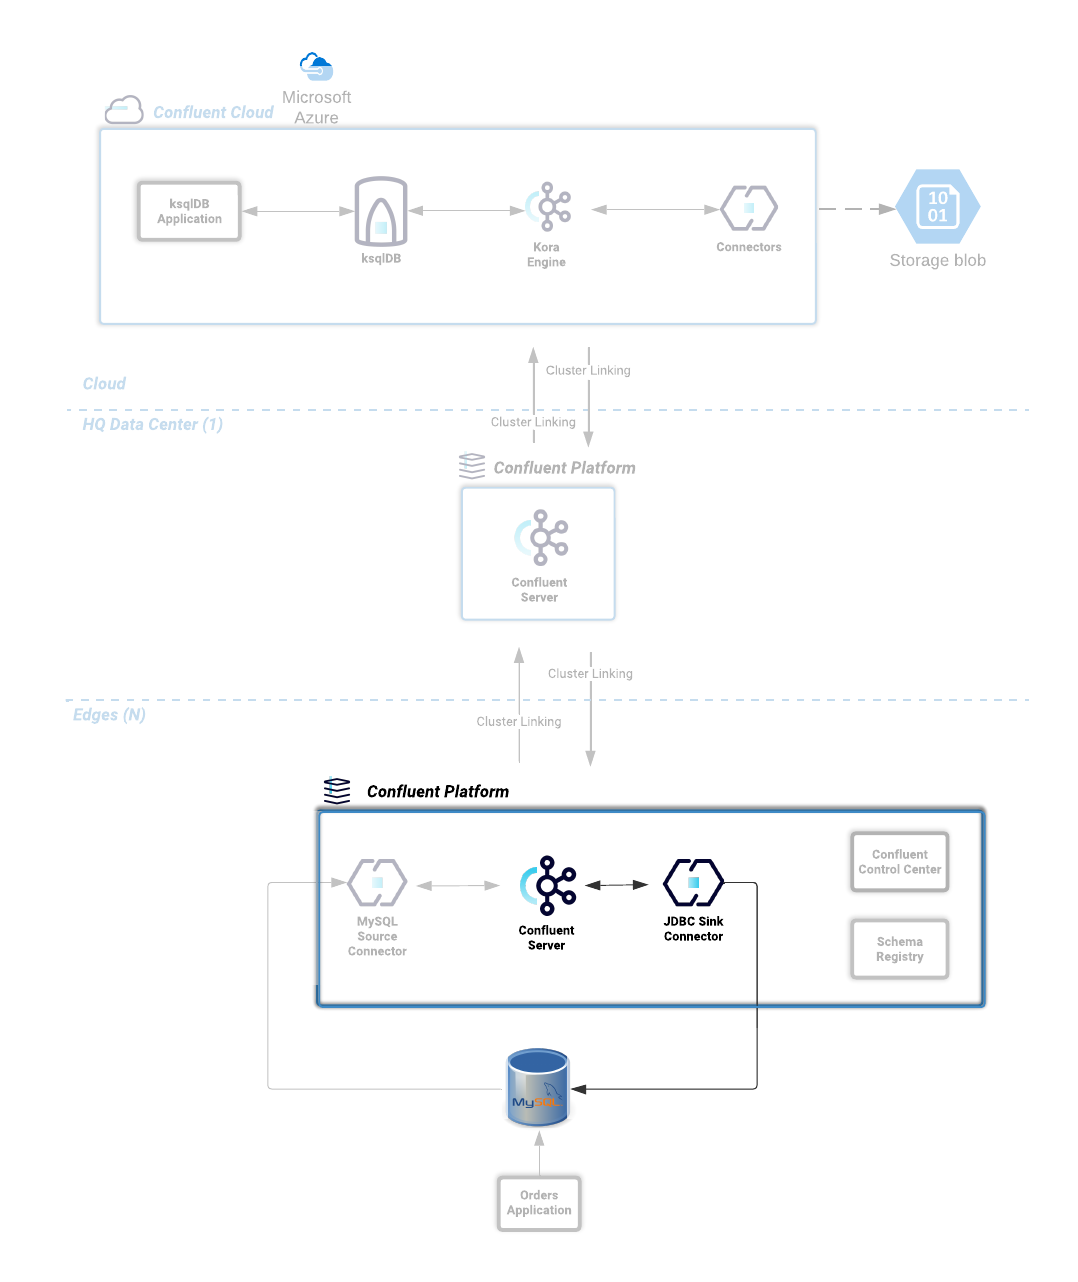 Microsoft
Azure
Confluent Cloud
ksqlDB
Application
ksqlDB
Kora
Engine
Connectors
10
01
Storage blob
Cluster Linking
Cloud
HQ Data Center (1)
Cluster Linking
Confluent Platform
Confluent
Server
Cluster Linking
Edges (N)
Cluster Linking
Confluent Platform
MySQL
Source
Connector
Confluent
Server
JDBC Sink
Connector
Confluent
Control Center
Schema
Registry
MySQL
Orders
Application